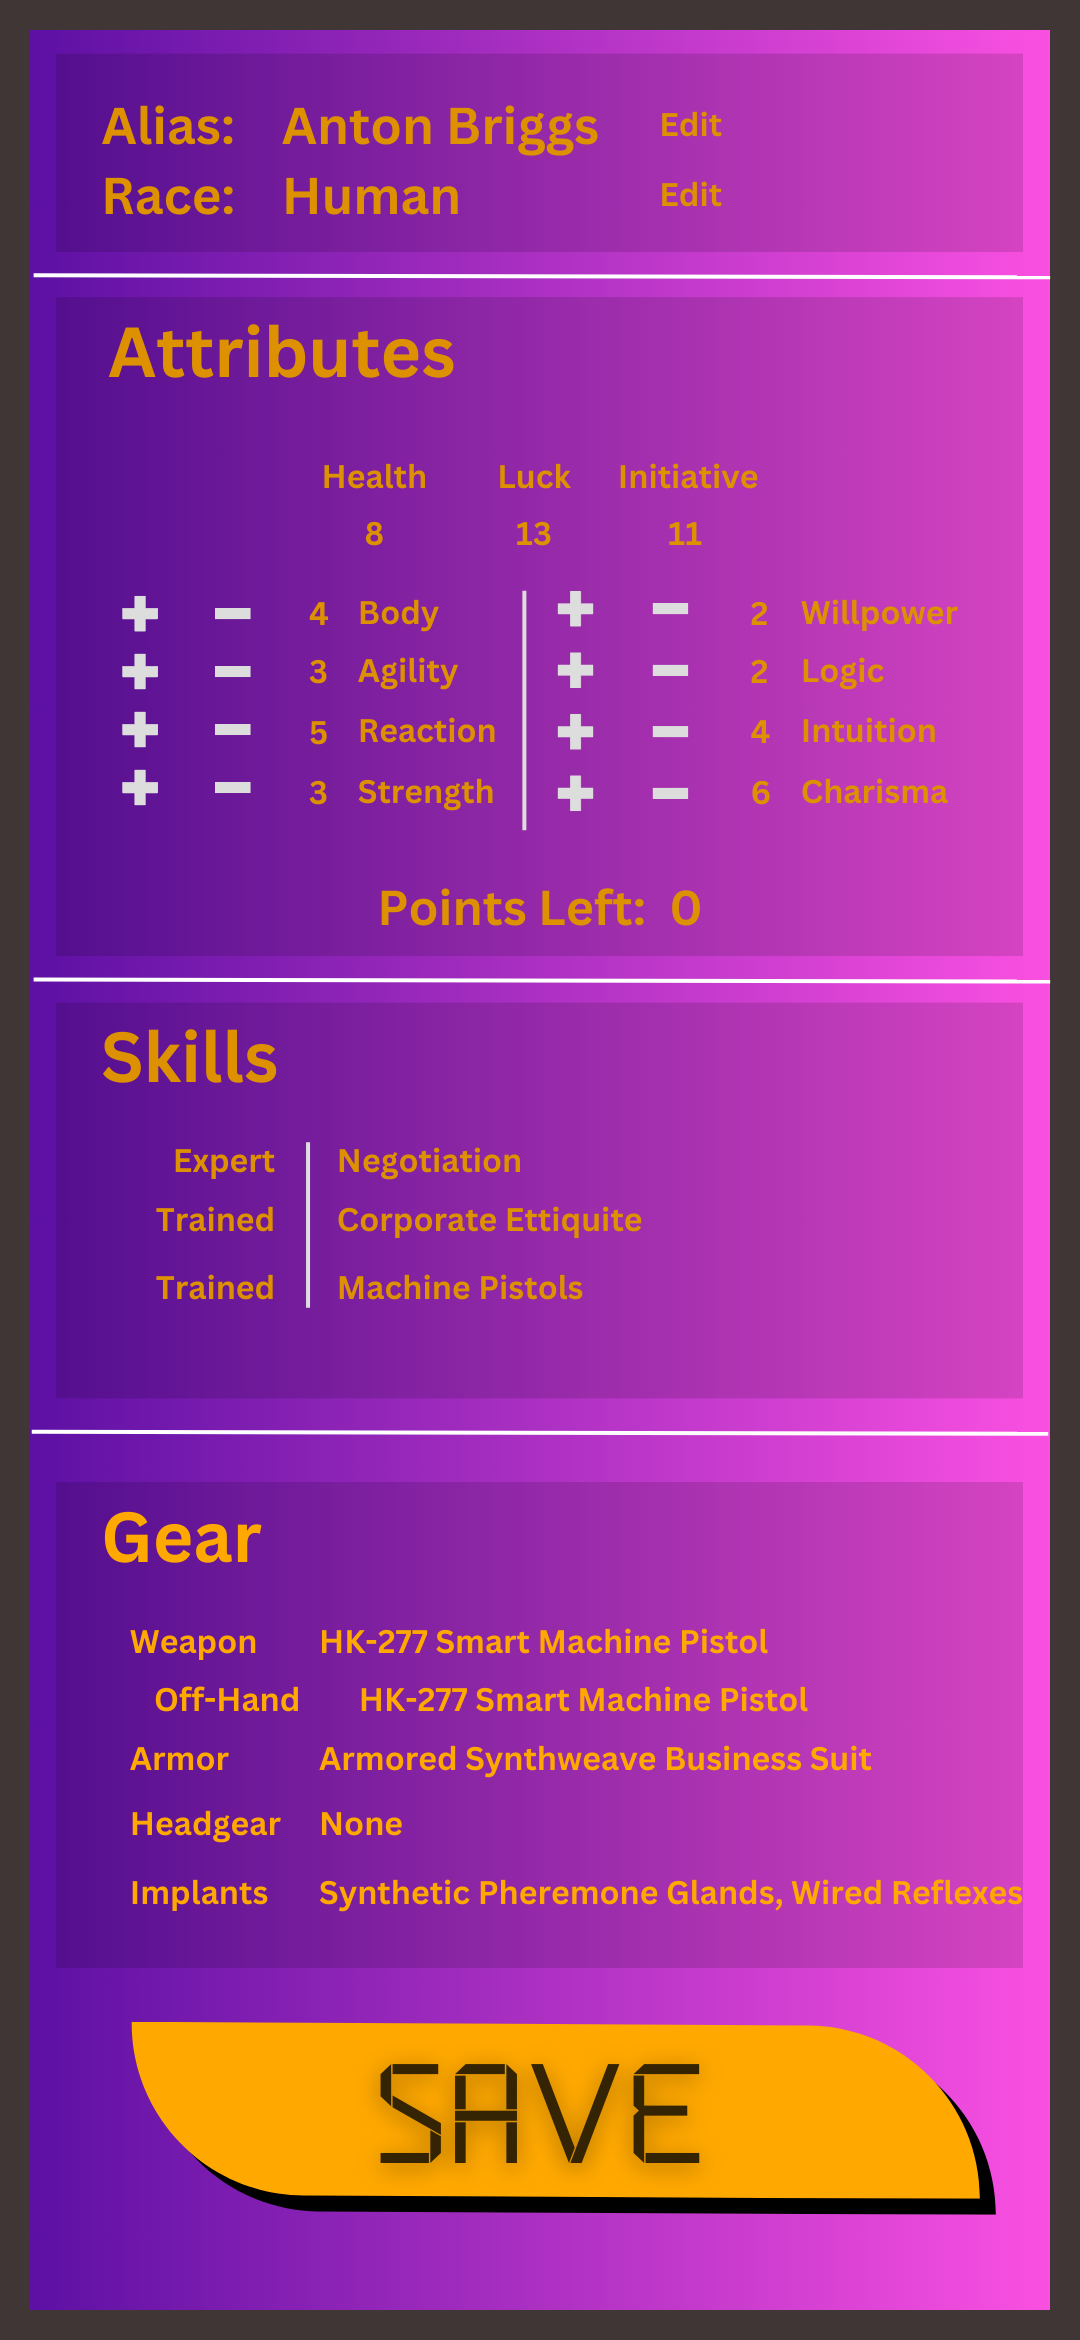 Alias: Anton Briggs Edit
Race: Human Edit
Attributes
Health Luck Initiative
8 13 11
4 Body 2 Willpower
3 Agility 2 Logic
5 Reaction 4 Intuition
3 Strength 6 Charisma
Points Left: 0
Skills
Expert Negotiation
Trained Corporate Ettiquite
Trained Machine Pistols
Gear
Weapon HK-277 Smart Machine Pistol
Off-Hand HK-277 Smart Machine Pistol
Armor Armored Synthweave Business Suit
Headgear None
Implants Synthetic Pheremone Glands, Wired Reflexes
SAVE